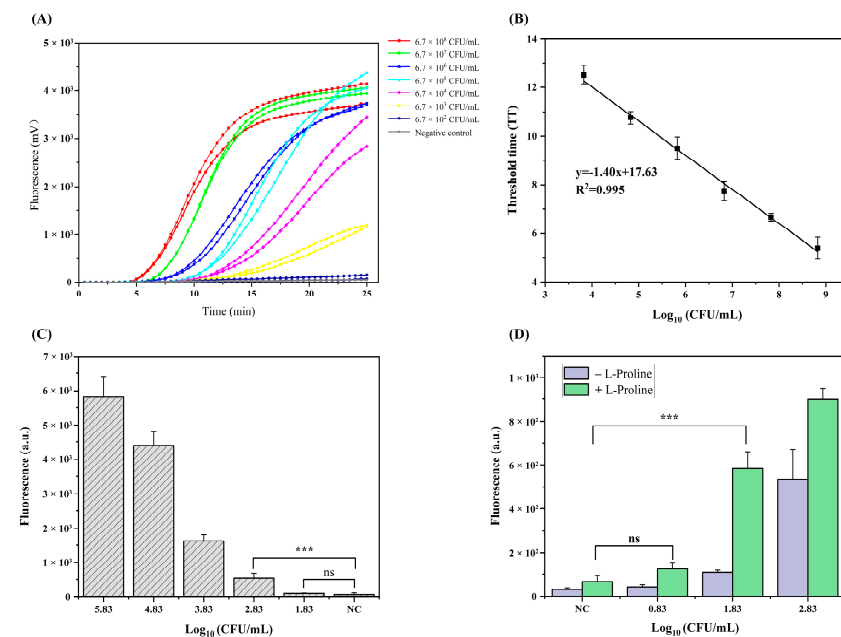 (A)
5 × 10³
4 × 10³
3 × 10³
2 × 10³
1 × 10³
0
0 5 10 15 20 25
Fluorescence (mV)
Time (min)
6.7 × 10⁸ CFU/mL
6.7 × 10⁷ CFU/mL
6.7 × 10⁶ CFU/mL
6.7 × 10⁵ CFU/mL
6.7 × 10⁴ CFU/mL
6.7 × 10³ CFU/mL
6.7 × 10² CFU/mL
Negative control
(B)
14
12
10
8
6
4
3 4 5 6 7 8 9
Threshold time (TT)
y=-1.40x+17.63
R²=0.995
Log₁₀ (CFU/mL)
(C)
7 × 10³
6 × 10³
5 × 10³
4 × 10³
3 × 10³
2 × 10³
1 × 10³
0
Fluorescence (a.u.)
***
ns
5.83 4.83 3.83 2.83 1.83 NC
Log₁₀ (CFU/mL)
(D)
– L-Proline
+ L-Proline
1 × 10³
8 × 10²
6 × 10²
4 × 10²
2 × 10²
0
Fluorescence (a.u.)
***
ns
NC 0.83 1.83 2.83
Log₁₀ (CFU/mL)